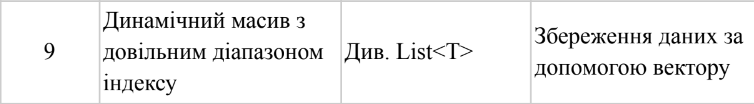 9
Динамічний масив з
довільним діапазоном
індексу
Див. List<T>
Збереження даних за
допомогою вектору